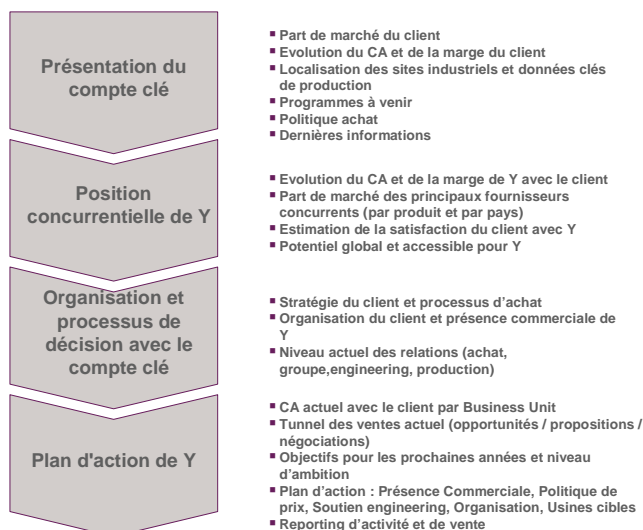 Présentation du
compte clé
▪ Part de marché du client
▪ Evolution du CA et de la marge du client
▪ Localisation des sites industriels et données clés
de production
▪ Programmes à venir
▪ Politique achat
▪ Dernières informations
Position
concurrentielle de Y
▪ Evolution du CA et de la marge de Y avec le client
▪ Part de marché des principaux fournisseurs
concurrents (par produit et par pays)
▪ Estimation de la satisfaction du client avec Y
▪ Potentiel global et accessible pour Y
Organisation et
processus de
décision avec le
compte clé
▪ Stratégie du client et processus d'achat
▪ Organisation du client et présence commerciale de
Y
▪ Niveau actuel des relations (achat,
groupe,engineering, production)
Plan d'action de Y
▪ CA actuel avec le client par Business Unit
▪ Tunnel des ventes actuel (opportunités / propositions /
négociations)
▪ Objectifs pour les prochaines années et niveau
d'ambition
▪ Plan d'action : Présence Commerciale, Politique de
prix, Soutien engineering, Organisation, Usines cibles
▪ Reporting d'activité et de vente